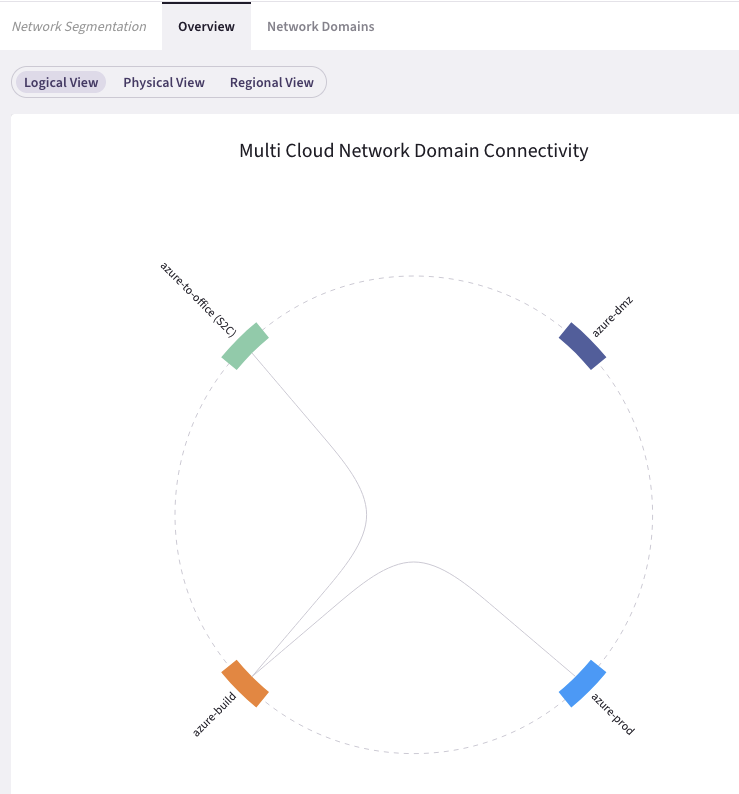 Network Segmentation
Overview
Network Domains
Logical View
Physical View
Regional View
Multi Cloud Network Domain Connectivity
azure-to-office (S2C)
azure-dmz
azure-build
azure-prod